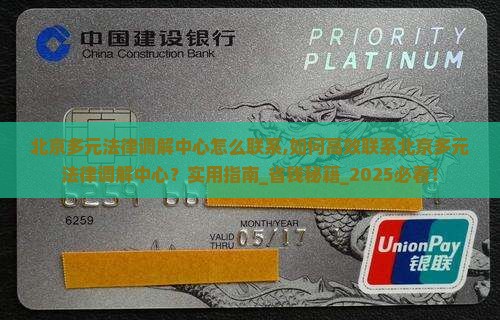 中国建设银行
China Construction Bank
PRIORITY
PLATINUM
北京多元法律调解中心怎么联系,如何高效联系北京多元
法律调解中心？实用指南_省钱秘籍_2025必看！
6259
MONTH/YEAR
VALID
THRU
05/17
UnionPay
银联